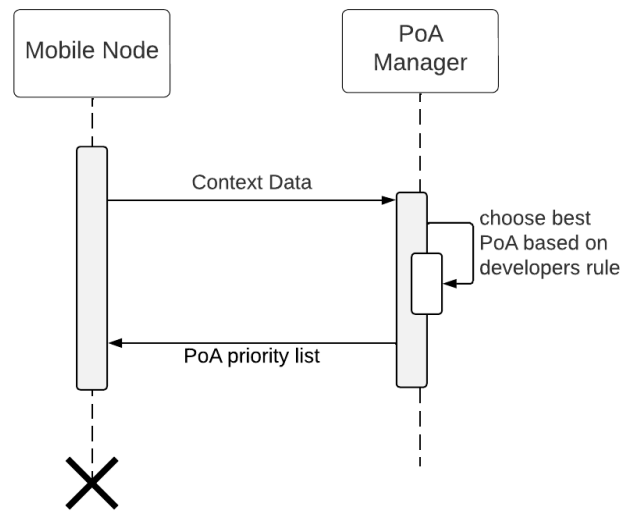 Mobile Node
PoA
Manager
Context Data
choose best
PoA based on
developers rule
PoA priority list